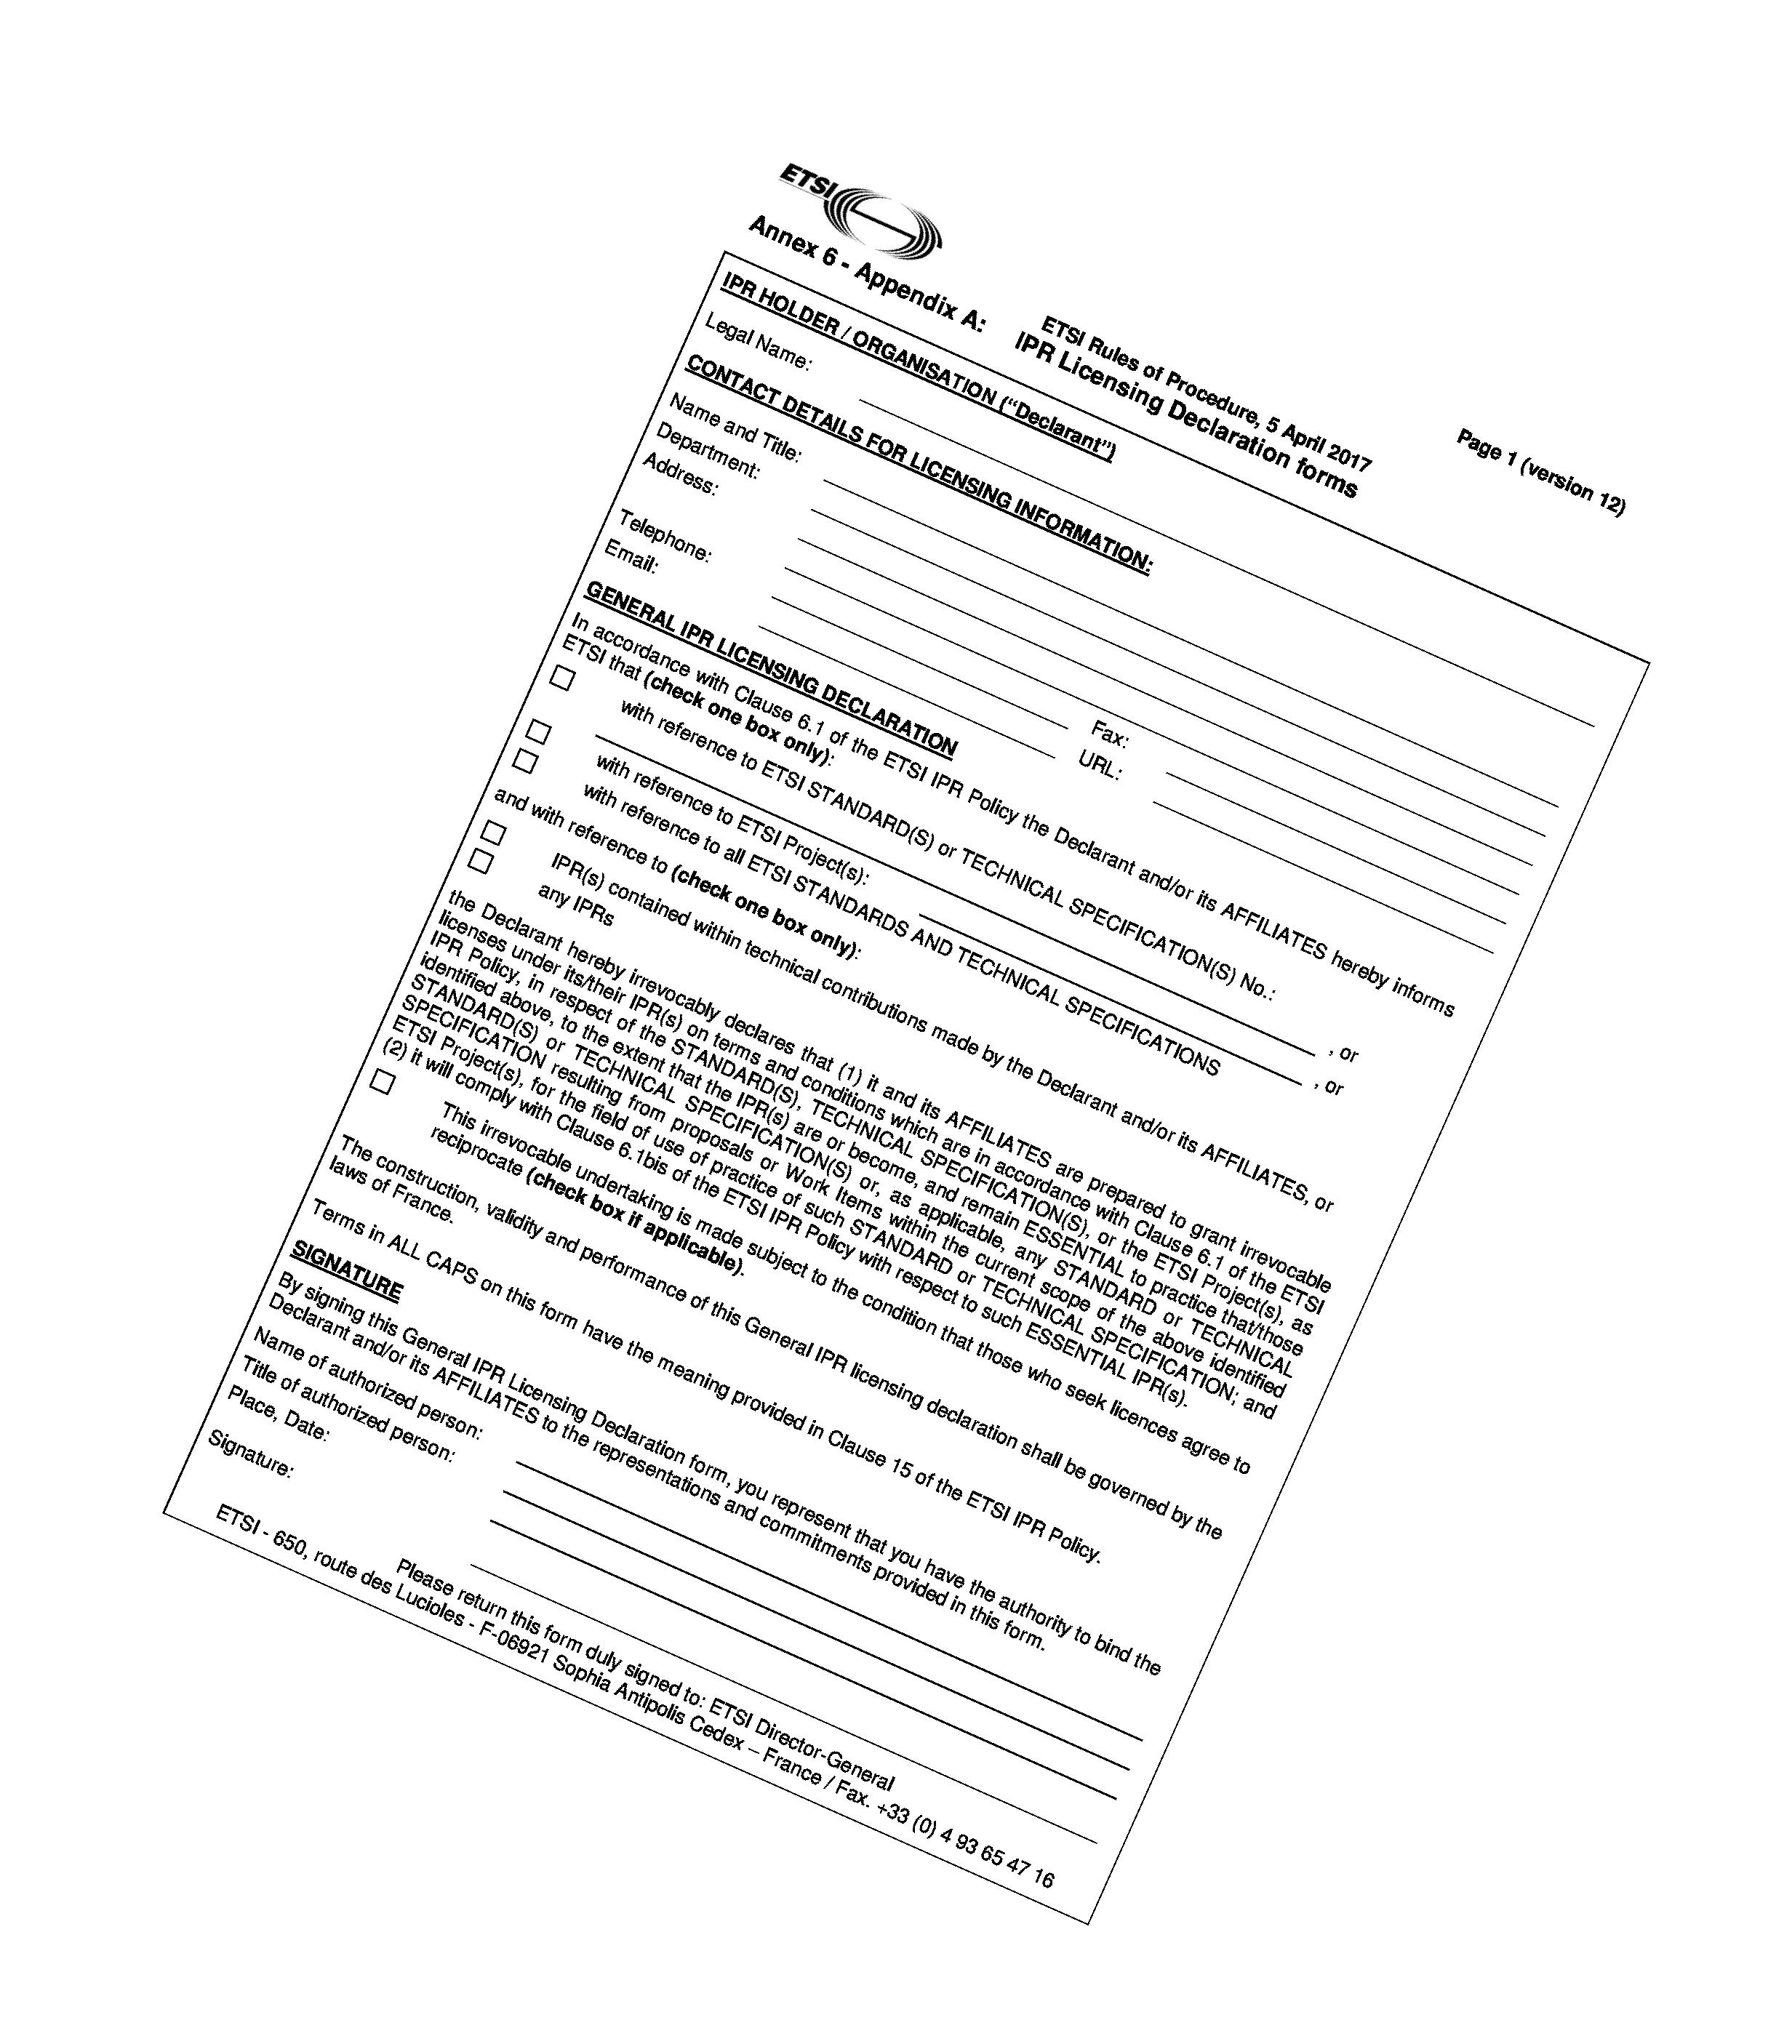 ETSI
ETSI Rules of Procedure, 5 April 2017
Page 1 (version 12)
Annex 6 - Appendix A: IPR Licensing Declaration forms
IPR HOLDER / ORGANISATION (“Declarant”)
Legal Name:
CONTACT DETAILS FOR LICENSING INFORMATION:
Name and Title:
Department:
Address:
Telephone: Fax:
Email: URL:
GENERAL IPR LICENSING DECLARATION
In accordance with Clause 6.1 of the ETSI IPR Policy the Declarant and/or its AFFILIATES hereby informs
ETSI that (check one box only):
with reference to ETSI STANDARD(S) or TECHNICAL SPECIFICATION(S) No.:
, or
with reference to ETSI Project(s): , or
with reference to all ETSI STANDARDS AND TECHNICAL SPECIFICATIONS
and with reference to (check one box only):
IPR(s) contained within technical contributions made by the Declarant and/or its AFFILIATES, or
any IPRs
the Declarant hereby irrevocably declares that (1) it and its AFFILIATES are prepared to grant irrevocable
licenses under its/their IPR(s) on terms and conditions which are in accordance with Clause 6.1 of the ETSI
IPR Policy, in respect of the STANDARD(S), TECHNICAL SPECIFICATION(S), or the ETSI Project(s), as
identified above, to the extent that the IPR(s) are or become, and remain ESSENTIAL to practice that/those
STANDARD(S) or TECHNICAL SPECIFICATION(S) or, as applicable, any STANDARD or TECHNICAL
SPECIFICATION resulting from proposals or Work Items within the current scope of the above identified
ETSI Project(s), for the field of use of practice of such STANDARD or TECHNICAL SPECIFICATION; and
(2) it will comply with Clause 6.1bis of the ETSI IPR Policy with respect to such ESSENTIAL IPR(s).
This irrevocable undertaking is made subject to the condition that those who seek licences agree to
reciprocate (check box if applicable).
The construction, validity and performance of this General IPR licensing declaration shall be governed by the
laws of France.
Terms in ALL CAPS on this form have the meaning provided in Clause 15 of the ETSI IPR Policy.
SIGNATURE
By signing this General IPR Licensing Declaration form, you represent that you have the authority to bind the
Declarant and/or its AFFILIATES to the representations and commitments provided in this form.
Name of authorized person:
Title of authorized person:
Place, Date:
Signature:
Please return this form duly signed to: ETSI Director-General
ETSI - 650, route des Lucioles - F-06921 Sophia Antipolis Cedex – France / Fax. +33 (0) 4 93 65 47 16